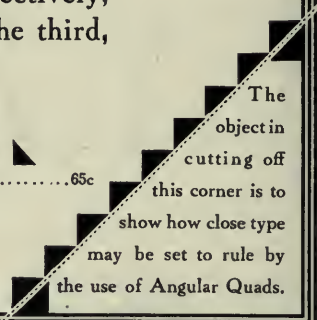 he third,
65c
The
object in
cutting off
this corner is to
show how close type
may be set to rule by
the use of Angular Quads.